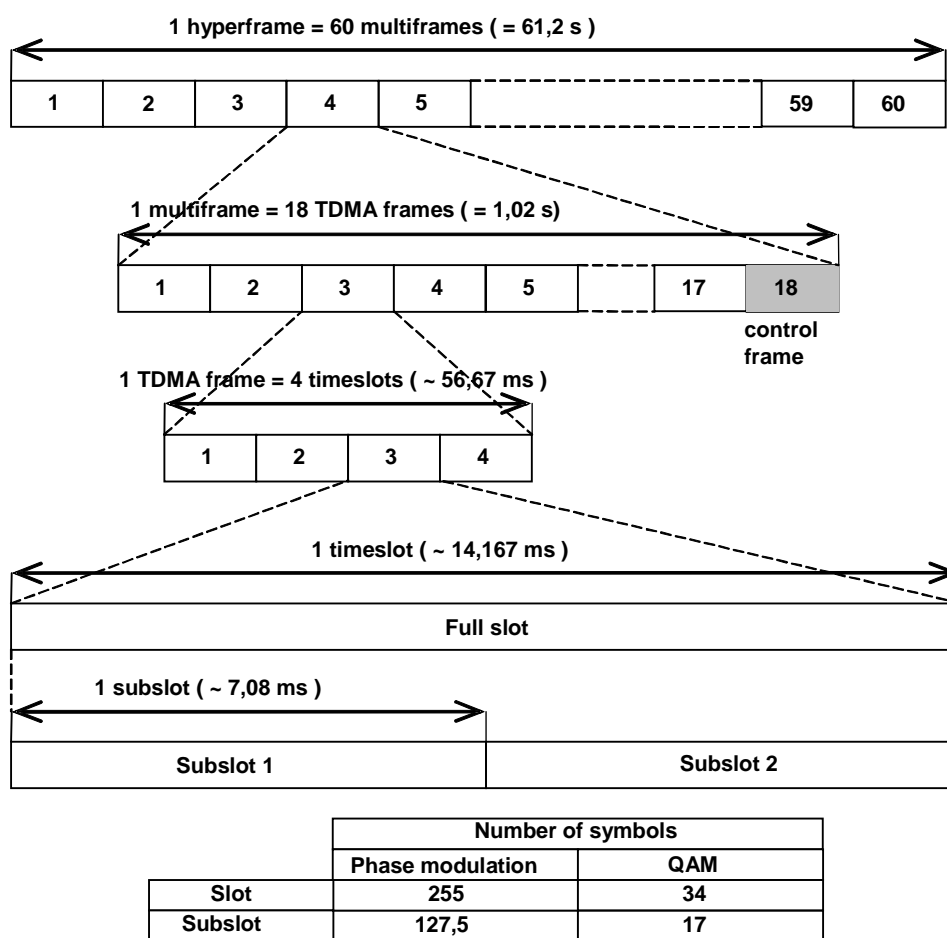 1 hyperframe = 60 multiframes ( = 61,2 s )
1 2 3 4 5 59 60
1 multiframe = 18 TDMA frames ( = 1,02 s)
1 2 3 4 5 17 18
control
frame
1 TDMA frame = 4 timeslots ( ~ 56,67 ms )
1 2 3 4
1 timeslot ( ~ 14,167 ms )
Full slot
1 subslot ( ~ 7,08 ms )
Subslot 1 Subslot 2
Number of symbols
Phase modulation QAM
Slot 255 34
Subslot 127,5 17